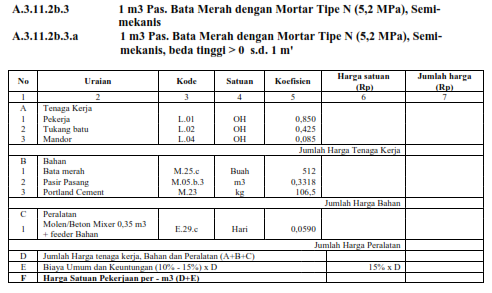 A.3.11.2b.3 1 m3 Pas. Bata Merah dengan Mortar Tipe N (5,2 MPa), Semi-
mekanis
A.3.11.2b.3.a 1 m3 Pas. Bata Merah dengan Mortar Tipe N (5,2 MPa), Semi-
mekanis, beda tinggi > 0 s.d. 1 m'
No Uraian Kode Satuan Koefisien Harga satuan (Rp) Jumlah harga (Rp)
1 2 3 4 5 6 7
A Tenaga Kerja
1 Pekerja L.01 OH 0,850
2 Tukang batu L.02 OH 0,425
3 Mandor L.04 OH 0,085
Jumlah Harga Tenaga Kerja
B Bahan
1 Bata merah M.25.c Buah 512
2 Pasir Pasang M.05.b.3 m3 0,3318
3 Portland Cement M.23 kg 106,5
Jumlah Harga Bahan
C Peralatan
1 Molen/Beton Mixer 0,35 m3 + feeder Bahan E.29.c Hari 0,0590
Jumlah Harga Peralatan
D Jumlah Harga tenaga kerja, Bahan dan Peralatan (A+B+C)
E Biaya Umum dan Keuntungan (10% - 15%) x D 15% x D
F Harga Satuan Pekerjaan per - m3 (D+E)